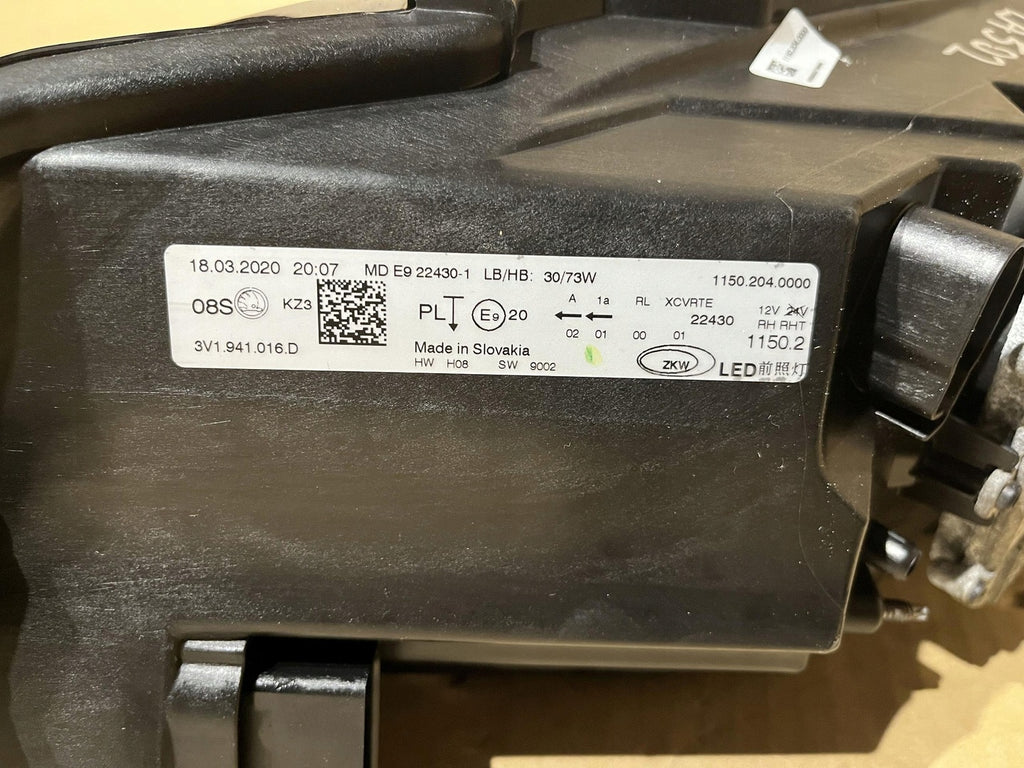 18.03.2020 20:07 MD E9 22430-1 LB/HB: 30/73W 1150.204.0000
08S KZ3 PL E9 20 A 1a RL XCVRTE 12V 24V
22430 RH RHT
02 01 00 01 1150.2
3V1.941.016.D Made in Slovakia ZKW LED前照灯
HW H08 SW 9002